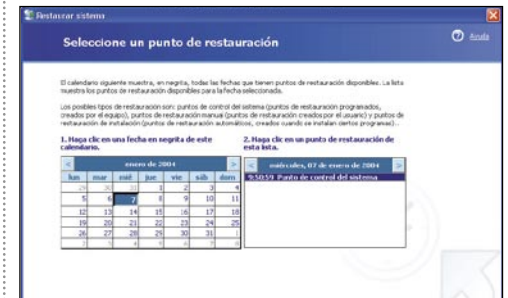 Restaurar sistema
Seleccione un punto de restauración
Ayuda
El calendario siguiente muestra, en negrita, todas las fechas que tienen puntos de restauración disponibles. La lista
muestra los puntos de restauración disponibles para la fecha seleccionada.
Los posibles tipos de restauración son: puntos de control del sistema (puntos de restauración programados,
creados por el equipo), puntos de restauración manual (puntos de restauración creados por el usuario) y puntos de
restauración de instalación (puntos de restauración automáticos, creados cuando se instalan ciertos programas).
1. Haga clic en una fecha en negrita de este
calendario.
2. Haga clic en un punto de restauración de
esta lista.
< enero de 2004 >
lun mar mié jue vie sáb dom
29 30 31 1 2 3 4
5 6 7 8 9 10 11
12 13 14 15 16 17 18
19 20 21 22 23 24 25
26 27 28 29 30 31 1
2 3 4 5 6 7 8
< miércoles, 07 de enero de 2004 >
9:50:59 Punto de control del sistema